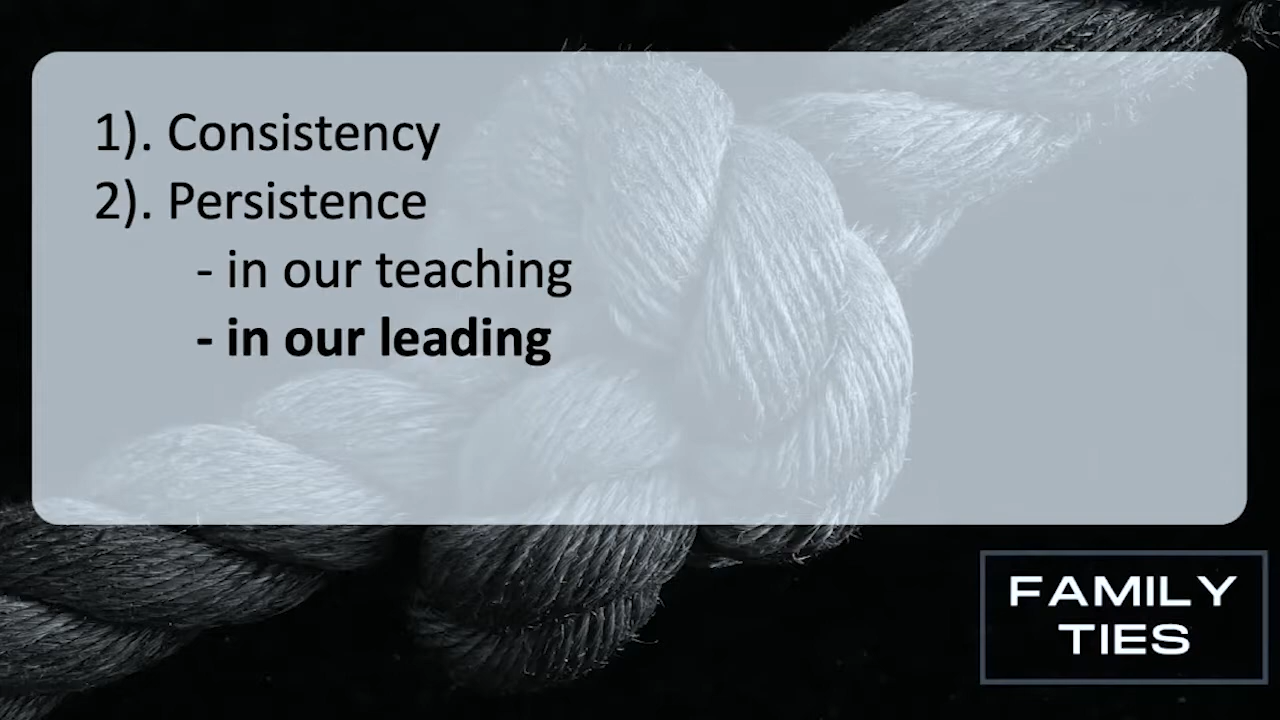 1). Consistency
2). Persistence
- in our teaching
- in our leading
FAMILY
TIES